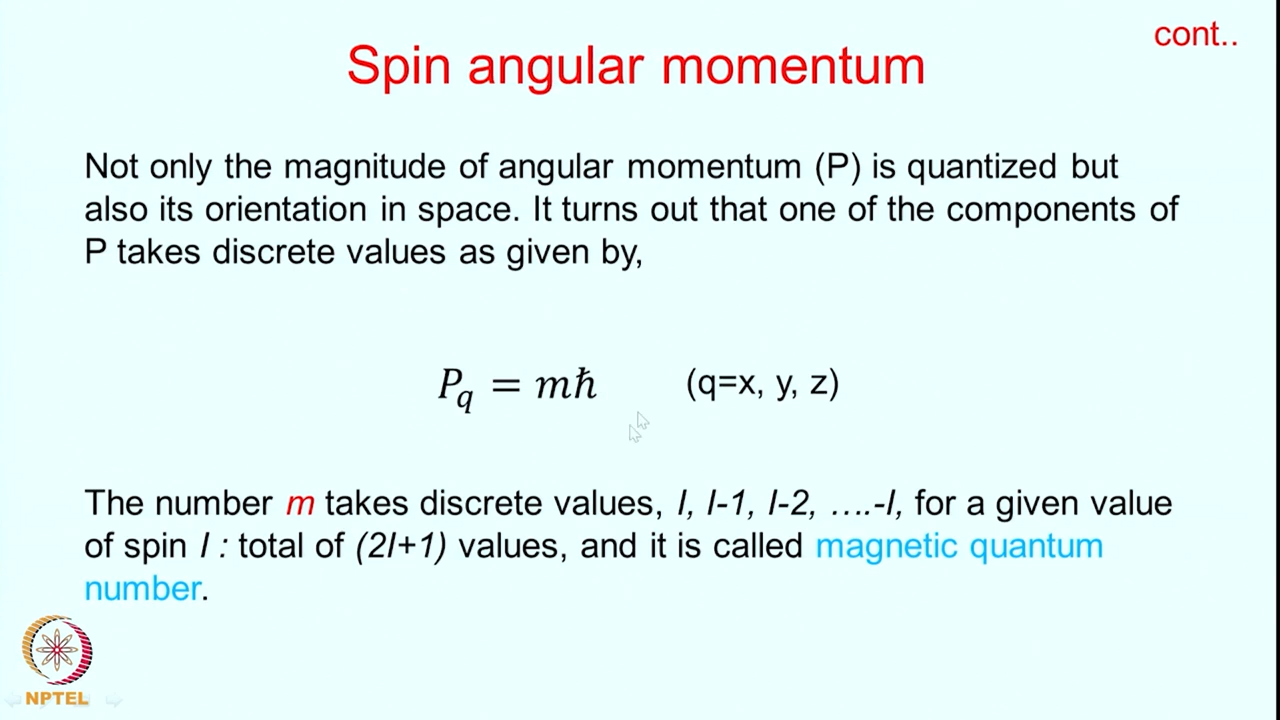 cont..
Spin angular momentum
Not only the magnitude of angular momentum (P) is quantized but
also its orientation in space. It turns out that one of the components of
P takes discrete values as given by,
P_q = mℏ (q=x, y, z)
The number m takes discrete values, I, I-1, I-2, ….-I, for a given value
of spin I : total of (2I+1) values, and it is called magnetic quantum
number.
NPTEL